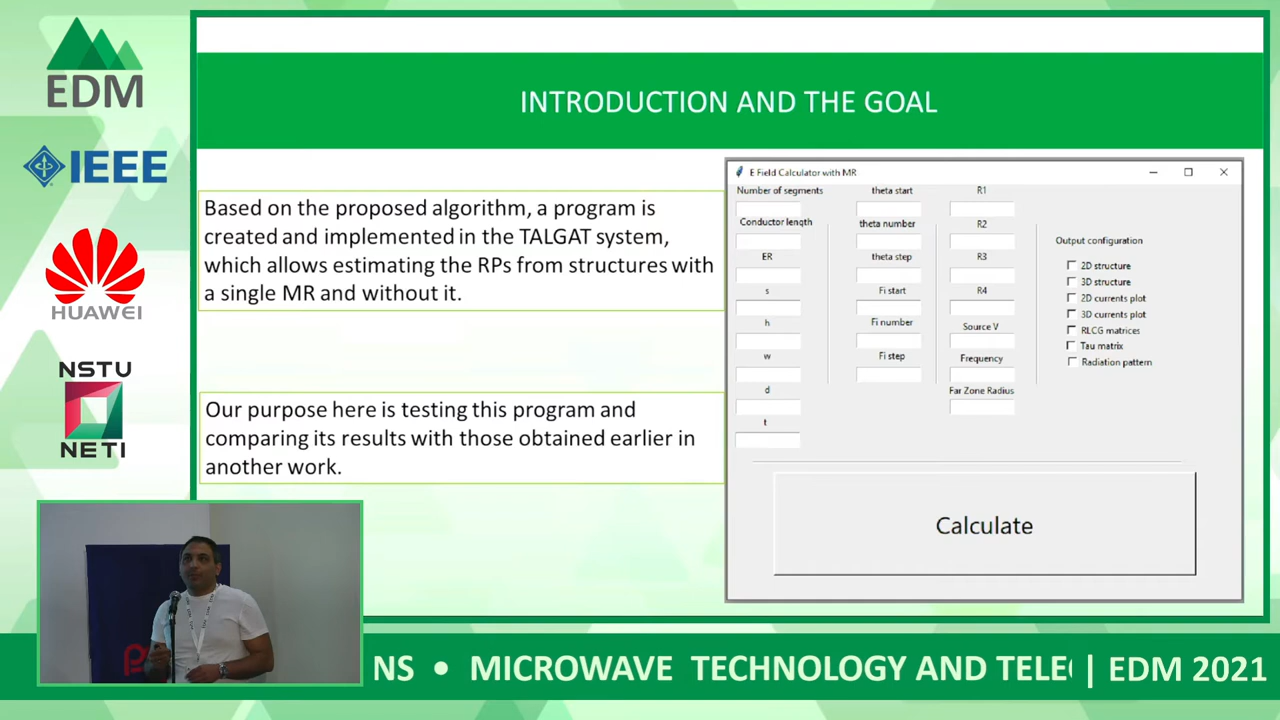 EDM
IEEE
HUAWEI
NSTU
NETI
INTRODUCTION AND THE GOAL
Based on the proposed algorithm, a program is
created and implemented in the TALGAT system,
which allows estimating the RPs from structures with
a single MR and without it.
Our purpose here is testing this program and
comparing its results with those obtained earlier in
another work.
E Field Calculator with MR
Number of segments
Conductor length
ER
s
h
w
d
t
theta start
theta number
theta step
Fi start
Fi number
Fi step
R1
R2
R3
R4
Source V
Frequency
Far Zone Radius
Output configuration
2D structure
3D structure
2D currents plot
3D currents plot
RLCG matrices
Tau matrix
Radiation pattern
Calculate
NS • MICROWAVE TECHNOLOGY AND TELE
| EDM 2021